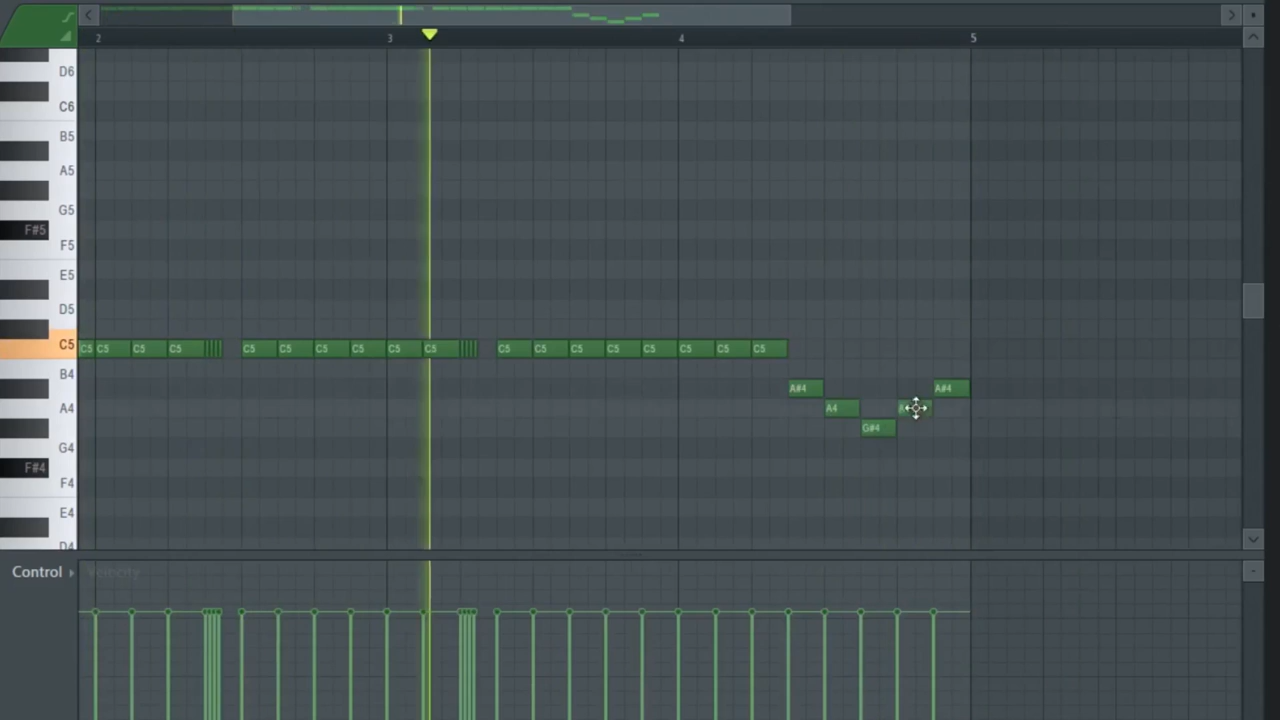 2 3 4 5
D6
C6
B5
A5
G5
F#5
F5
E5
D5
C5 C5 C5 C5 C5 C5 C5 C5 C5 C5 C5 C5 C5 C5 C5 C5 C5 C5 C5
B4
A#4 A#4
A4 A4
G#4
G4
F#4
F4
E4
D4
Control Velocity